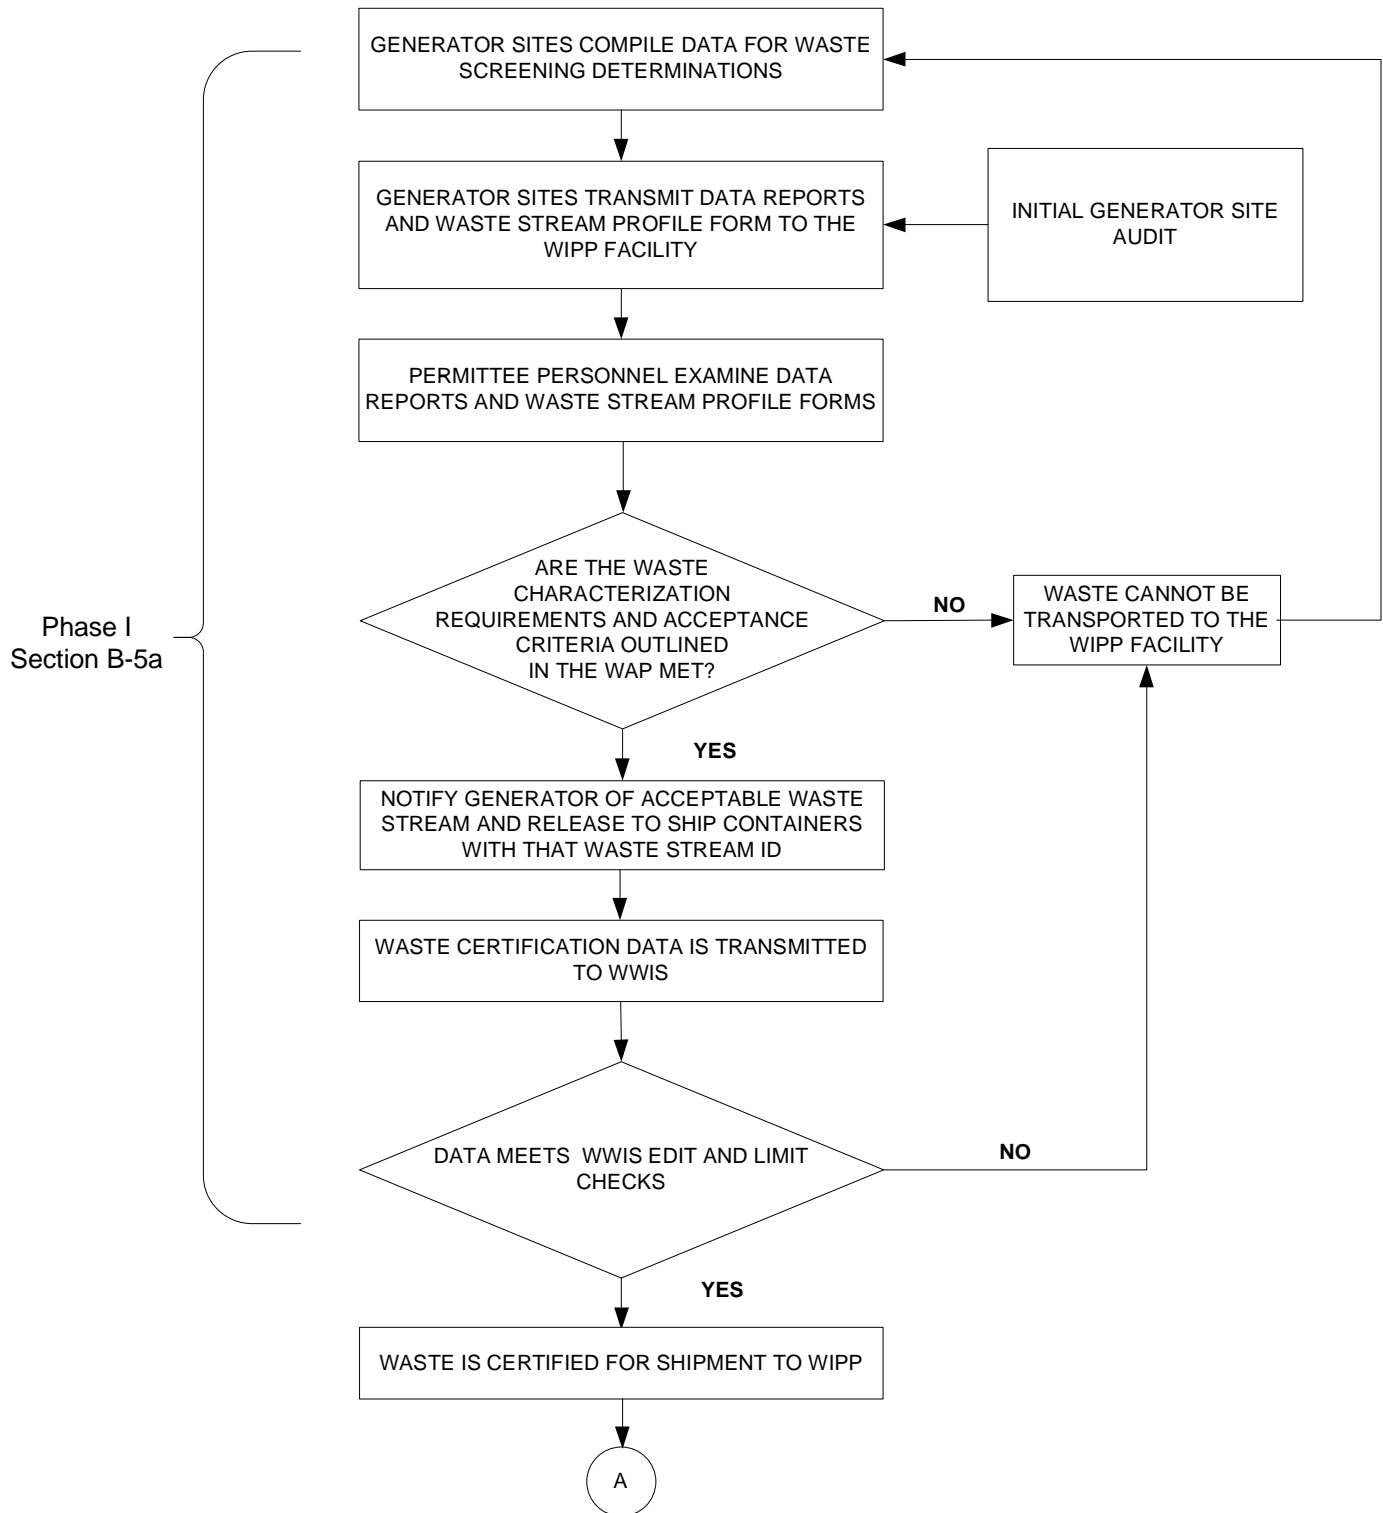 GENERATOR SITES COMPILE DATA FOR WASTE
SCREENING DETERMINATIONS
GENERATOR SITES TRANSMIT DATA REPORTS
AND WASTE STREAM PROFILE FORM TO THE
WIPP FACILITY
INITIAL GENERATOR SITE
AUDIT
PERMITTEE PERSONNEL EXAMINE DATA
REPORTS AND WASTE STREAM PROFILE FORMS
ARE THE WASTE
CHARACTERIZATION
REQUIREMENTS AND ACCEPTANCE
CRITERIA OUTLINED
IN THE WAP MET?
NO
WASTE CANNOT BE
TRANSPORTED TO THE
WIPP FACILITY
Phase I
Section B-5a
YES
NOTIFY GENERATOR OF ACCEPTABLE WASTE
STREAM AND RELEASE TO SHIP CONTAINERS
WITH THAT WASTE STREAM ID
WASTE CERTIFICATION DATA IS TRANSMITTED
TO WWIS
DATA MEETS  WWIS EDIT AND LIMIT
CHECKS
NO
YES
WASTE IS CERTIFIED FOR SHIPMENT TO WIPP
A